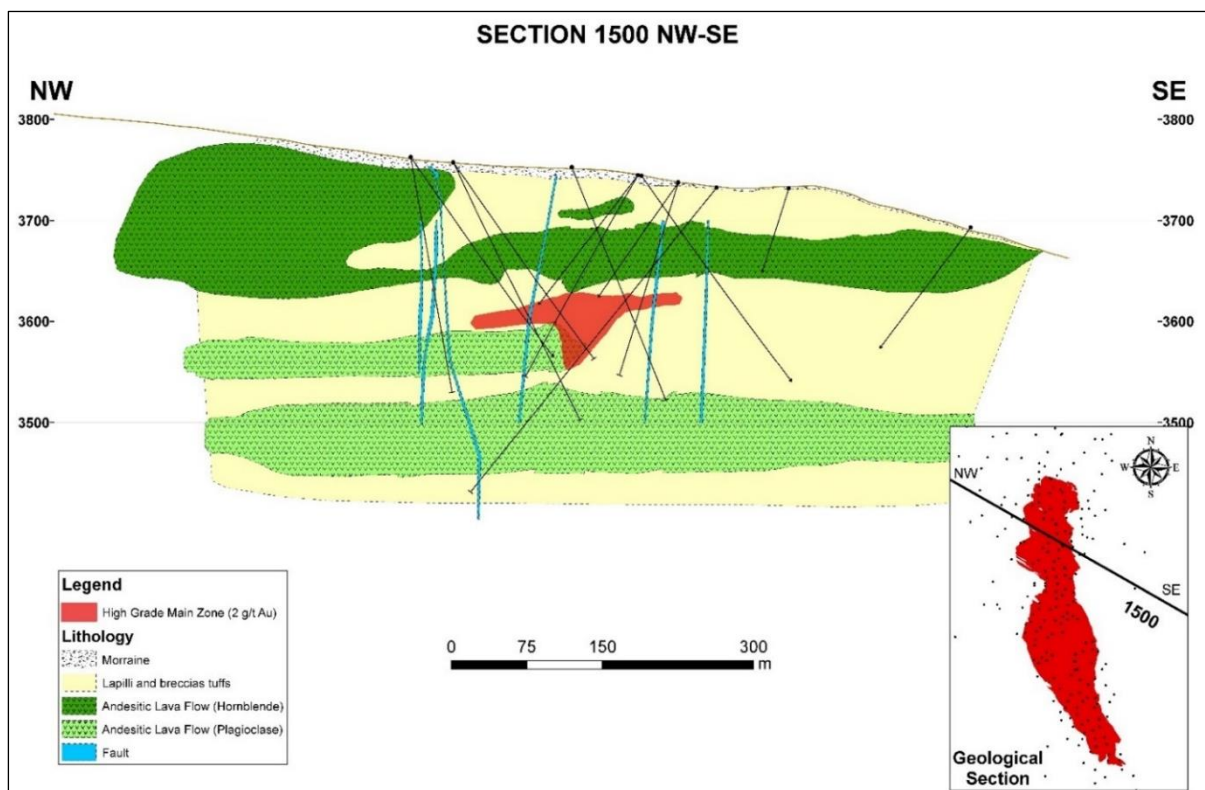 SECTION 1500 NW-SE
NW
SE
3800
3700
3600
3500
-3800
-3700
-3600
-3500
Legend
High Grade Main Zone (2 g/t Au)
Lithology
Morraine
Lapilli and breccias tuffs
Andesitic Lava Flow (Hornblende)
Andesitic Lava Flow (Plagioclase)
Fault
0 75 150 300
m
N
W E
S
NW
SE
1500
Geological
Section